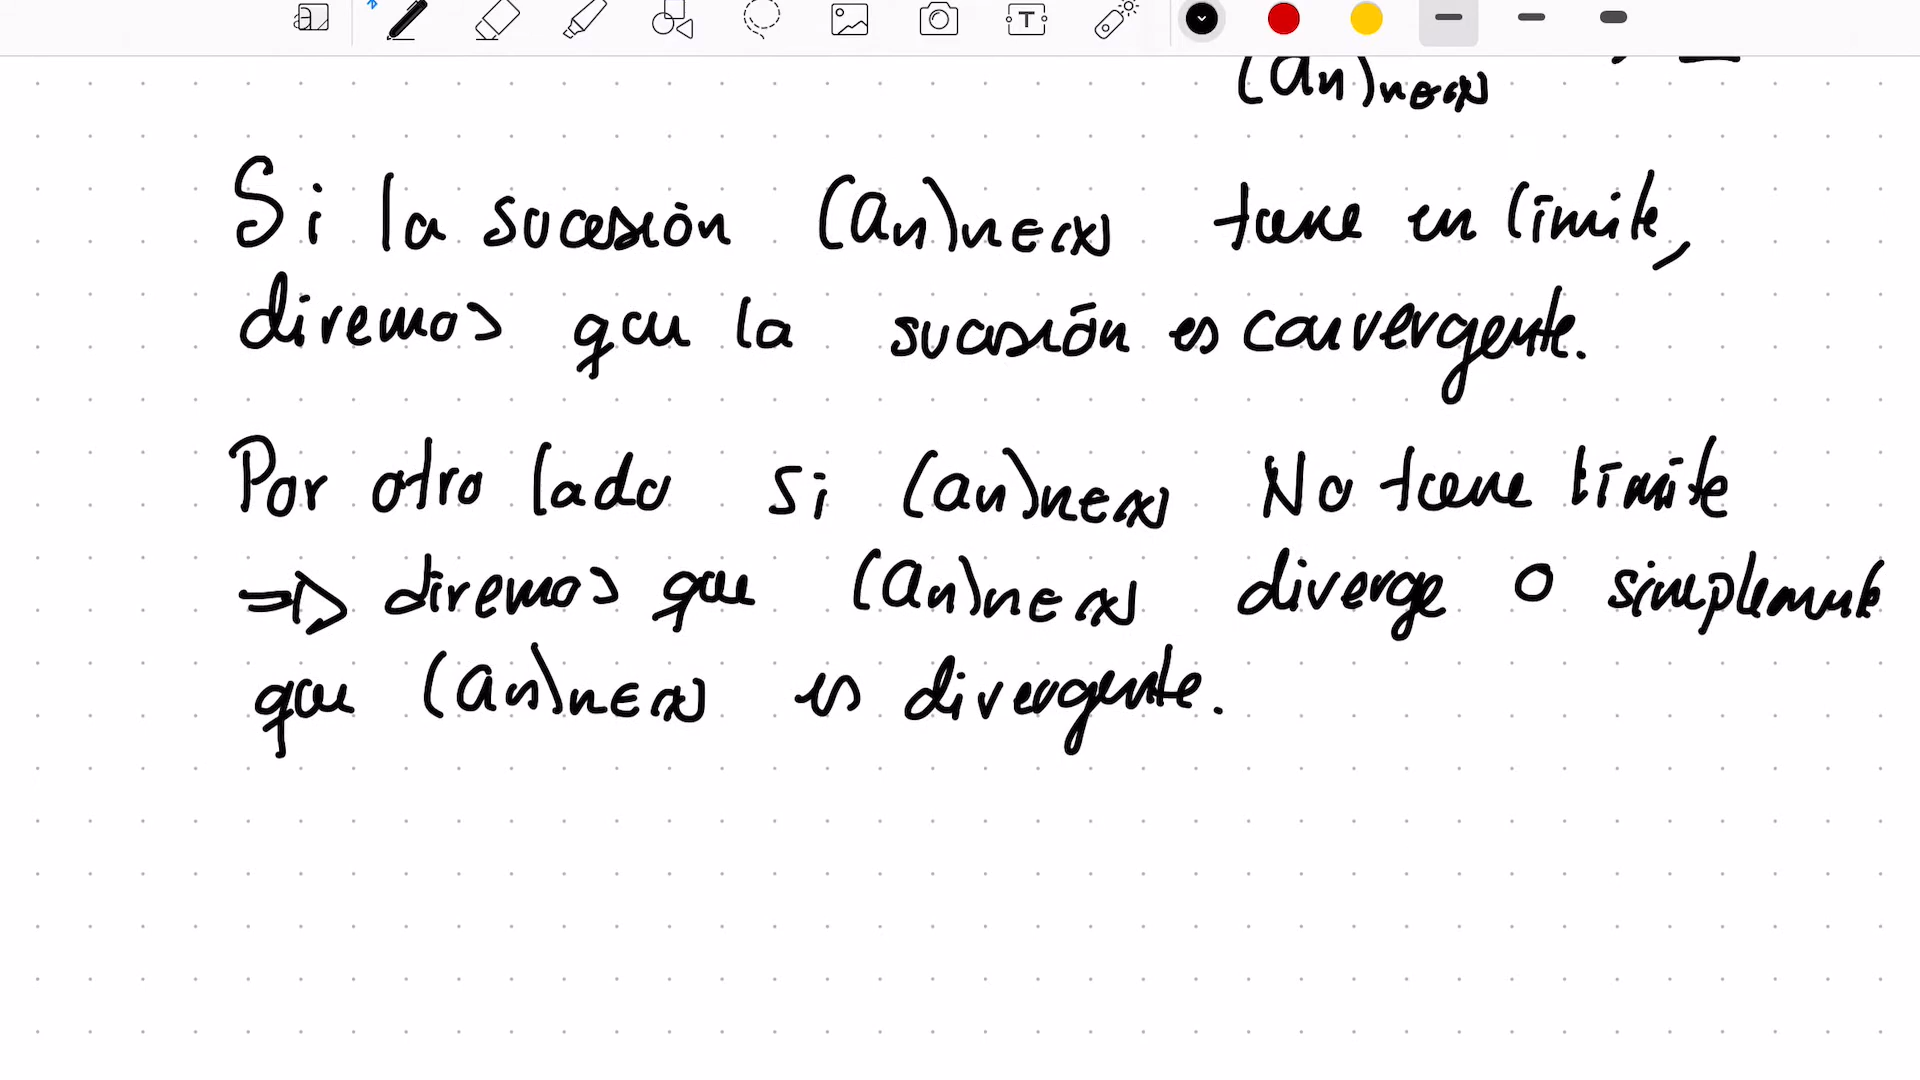 (an)n∈ℕ
Si la sucesión (an)n∈ℕ tiene un límite,
diremos que la sucesión es convergente.
Por otro lado si (an)n∈ℕ No tiene límite
⇒ diremos que (an)n∈ℕ diverge o simplemente
que (an)n∈ℕ es divergente.